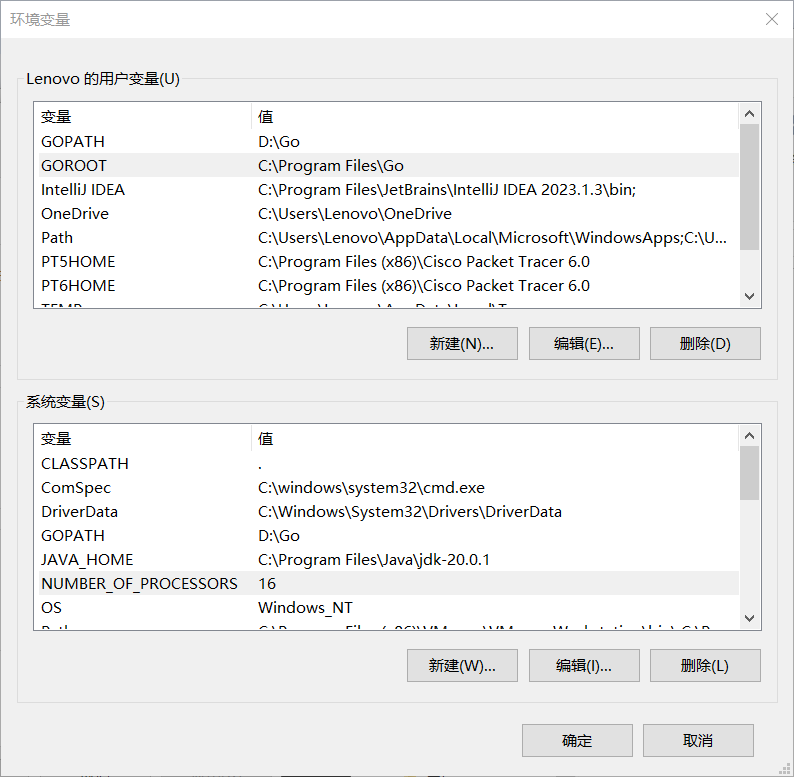 环境变量
Lenovo 的用户变量(U)
变量 值
GOPATH D:\Go
GOROOT C:\Program Files\Go
IntelliJ IDEA C:\Program Files\JetBrains\IntelliJ IDEA 2023.1.3\bin;
OneDrive C:\Users\Lenovo\OneDrive
Path C:\Users\Lenovo\AppData\Local\Microsoft\WindowsApps;C:\U...
PT5HOME C:\Program Files (x86)\Cisco Packet Tracer 6.0
PT6HOME C:\Program Files (x86)\Cisco Packet Tracer 6.0
新建(N)... 编辑(E)... 删除(D)
系统变量(S)
变量 值
CLASSPATH .
ComSpec C:\windows\system32\cmd.exe
DriverData C:\Windows\System32\Drivers\DriverData
GOPATH D:\Go
JAVA_HOME C:\Program Files\Java\jdk-20.0.1
NUMBER_OF_PROCESSORS 16
OS Windows_NT
新建(W)... 编辑(I)... 删除(L)
确定 取消